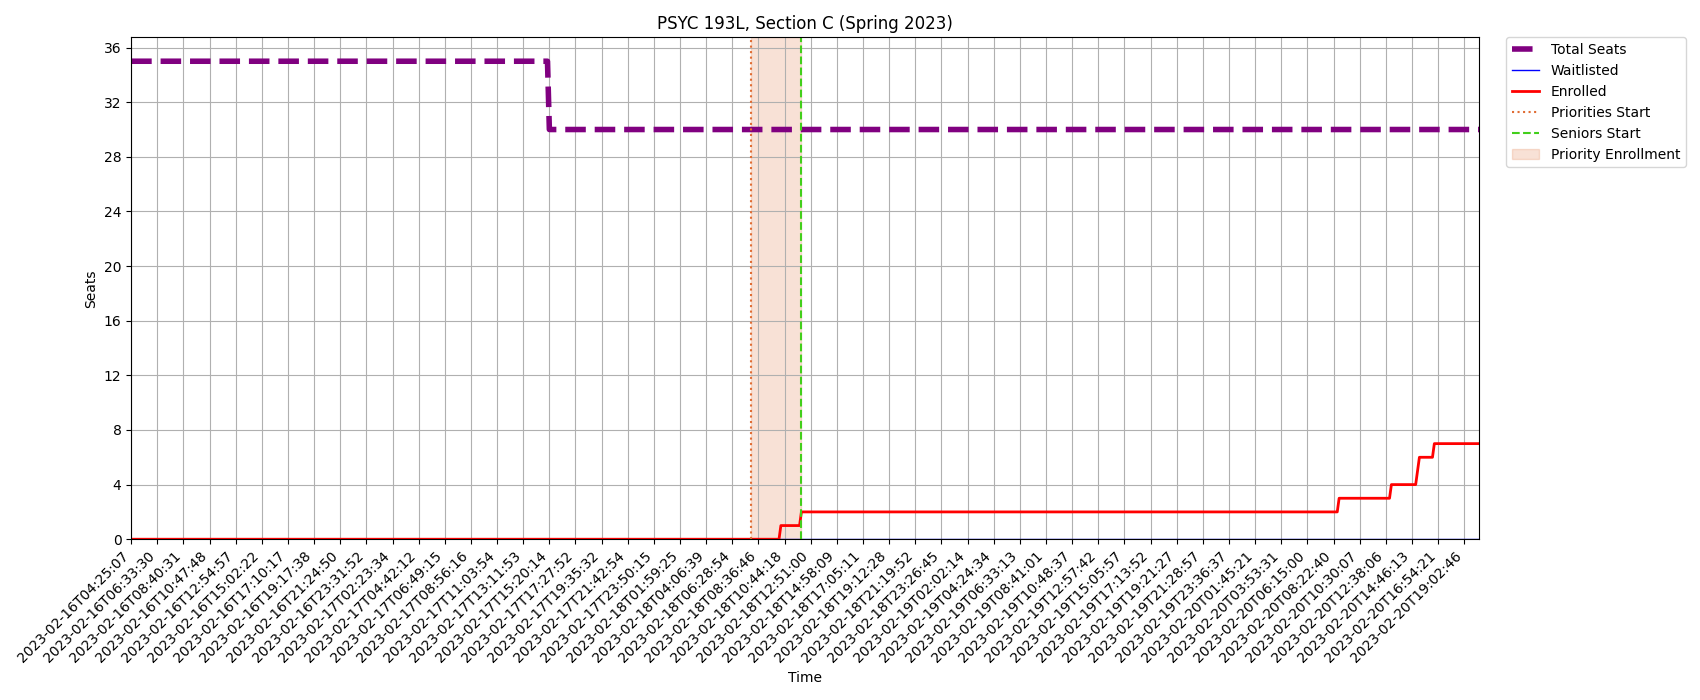 PSYC 193L, Section C (Spring 2023)
Total Seats
Waitlisted
Enrolled
Priorities Start
Seniors Start
Priority Enrollment
Seats
36
32
28
24
20
16
12
8
4
0
2023-02-16T04:25:07
2023-02-16T06:33:30
2023-02-16T08:40:31
2023-02-16T10:47:48
2023-02-16T12:54:57
2023-02-16T15:02:22
2023-02-16T17:10:17
2023-02-16T19:17:38
2023-02-16T21:24:50
2023-02-16T23:31:52
2023-02-17T02:23:34
2023-02-17T04:42:12
2023-02-17T06:49:15
2023-02-17T08:56:16
2023-02-17T11:03:54
2023-02-17T13:11:53
2023-02-17T15:20:14
2023-02-17T17:27:52
2023-02-17T19:35:32
2023-02-17T21:42:54
2023-02-17T23:50:15
2023-02-18T01:59:25
2023-02-18T04:06:39
2023-02-18T06:28:54
2023-02-18T08:36:46
2023-02-18T10:44:18
2023-02-18T12:51:00
2023-02-18T14:58:09
2023-02-18T17:05:11
2023-02-18T19:12:28
2023-02-18T21:19:52
2023-02-18T23:26:45
2023-02-19T02:02:14
2023-02-19T04:24:34
2023-02-19T06:33:13
2023-02-19T08:41:01
2023-02-19T10:48:37
2023-02-19T12:57:42
2023-02-19T15:05:57
2023-02-19T17:13:52
2023-02-19T19:21:27
2023-02-19T21:28:57
2023-02-19T23:36:37
2023-02-20T01:45:21
2023-02-20T03:53:31
2023-02-20T06:15:00
2023-02-20T08:22:40
2023-02-20T10:30:07
2023-02-20T12:38:06
2023-02-20T14:46:13
2023-02-20T16:54:21
2023-02-20T19:02:46
Time